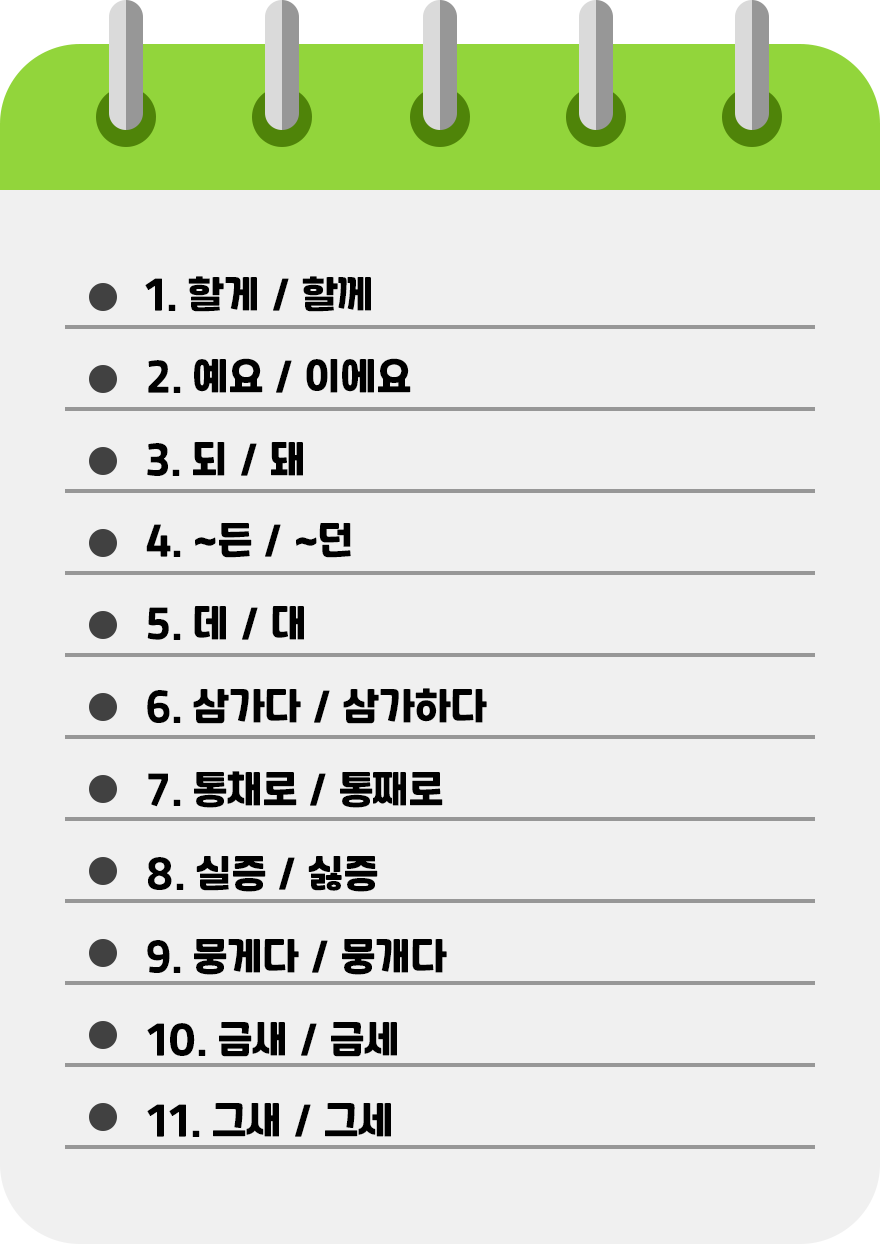 1. 할게 / 할께
2. 예요 / 이에요
3. 되 / 돼
4. ~든 / ~던
5. 데 / 대
6. 삼가다 / 삼가하다
7. 통채로 / 통째로
8. 실증 / 싫증
9. 뭉게다 / 뭉개다
10. 금새 / 금세
11. 그새 / 그세